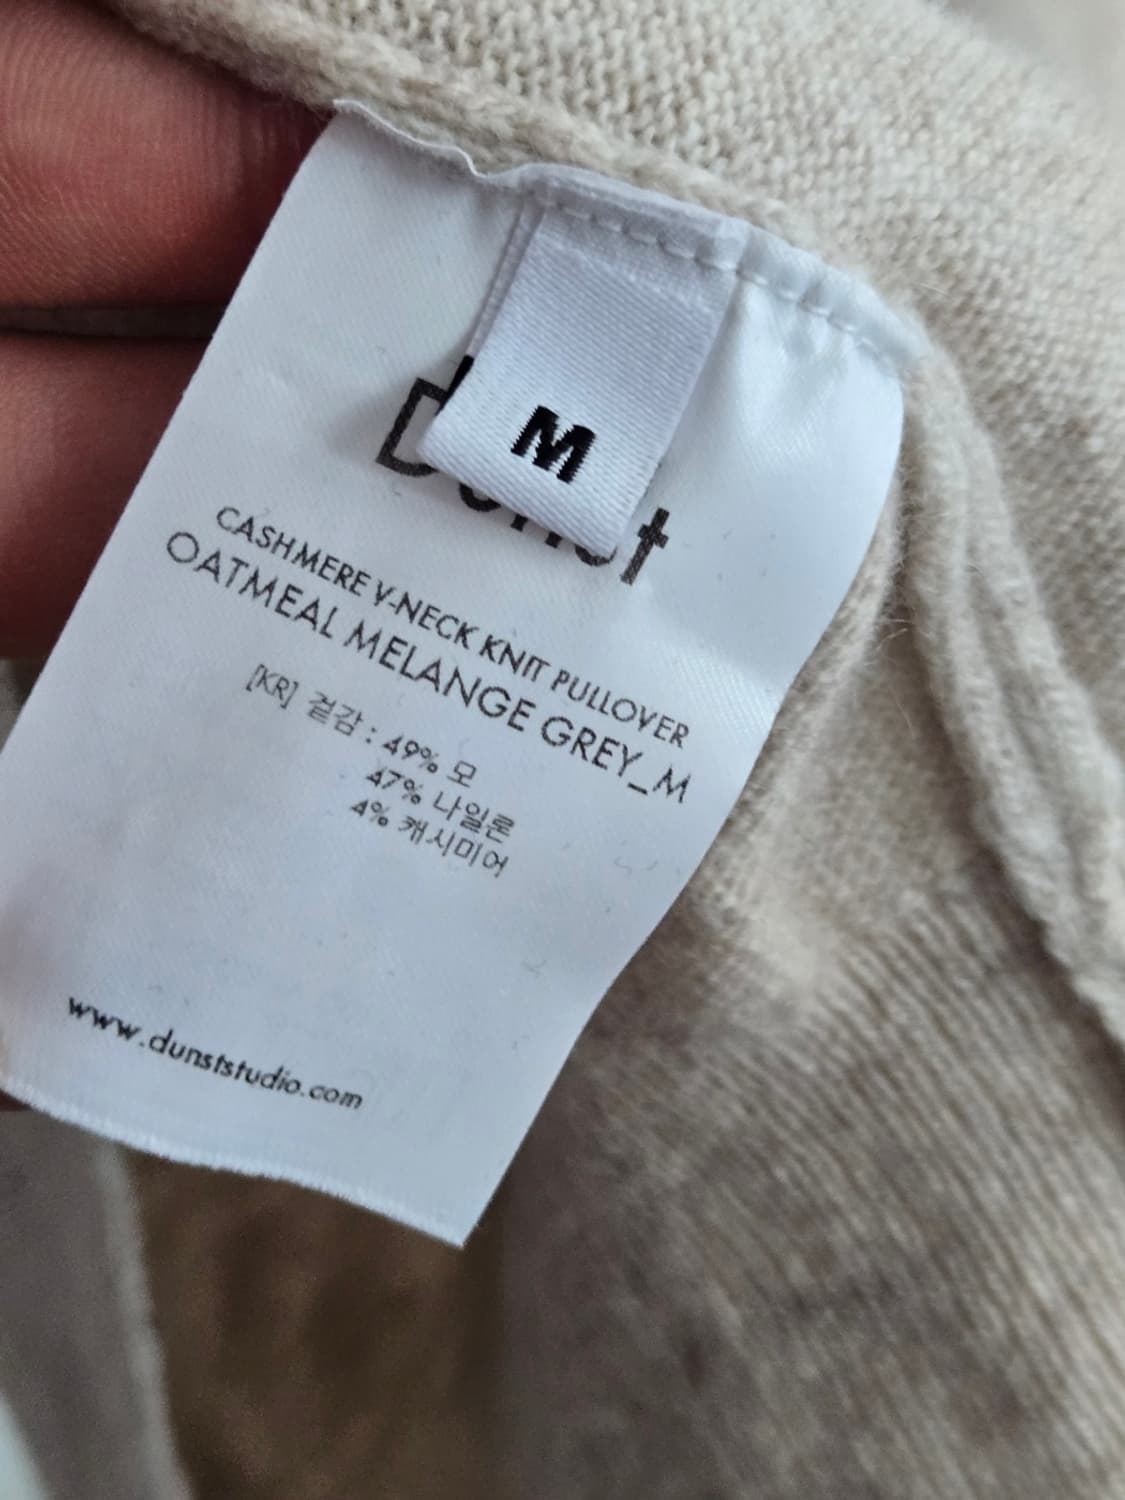 M
CASHMERE V-NECK KNIT PULLOVER
OATMEAL MELANGE GREY_M
[KR] 겉감 : 49% 모
47% 나일론
4% 캐시미어
www.dunststudio.com